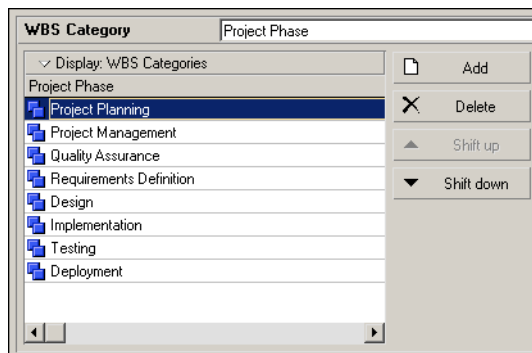 WBS Category Project Phase
Display: WBS Categories
Project Phase
Project Planning
Project Management
Quality Assurance
Requirements Definition
Design
Implementation
Testing
Deployment
Add
Delete
Shift up
Shift down